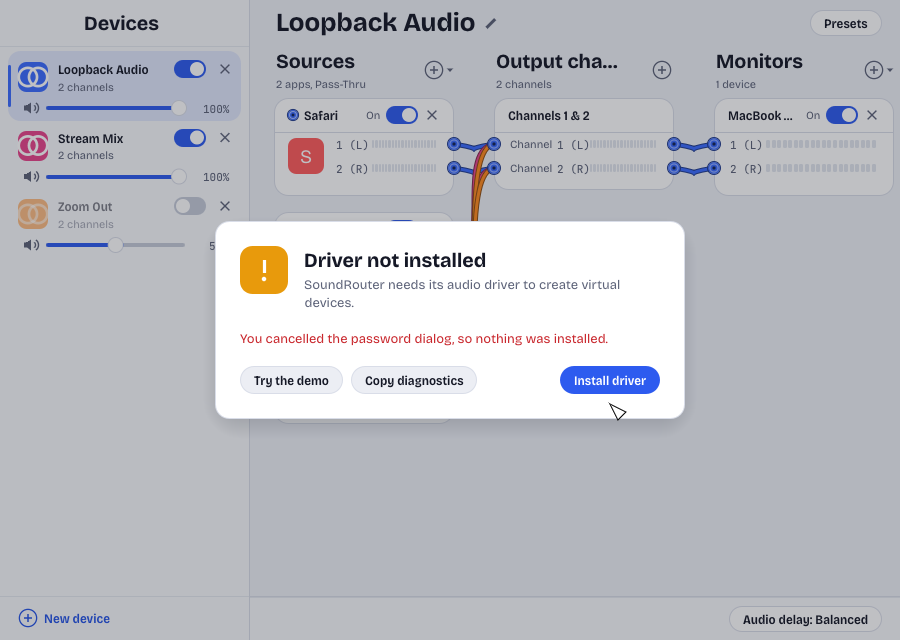 Devices
Loopback Audio
2 channels
100%
Stream Mix
2 channels
100%
Zoom Out
2 channels
New device
Loopback Audio
Presets
Sources
2 apps, Pass-Thru
Output cha...
2 channels
Monitors
1 device
Safari
On
S
1 (L)
2 (R)
Channels 1 & 2
Channel 1 (L)
Channel 2 (R)
MacBook ...
On
1 (L)
2 (R)
Driver not installed
SoundRouter needs its audio driver to create virtual
devices.
You cancelled the password dialog, so nothing was installed.
Try the demo
Copy diagnostics
Install driver
Audio delay: Balanced